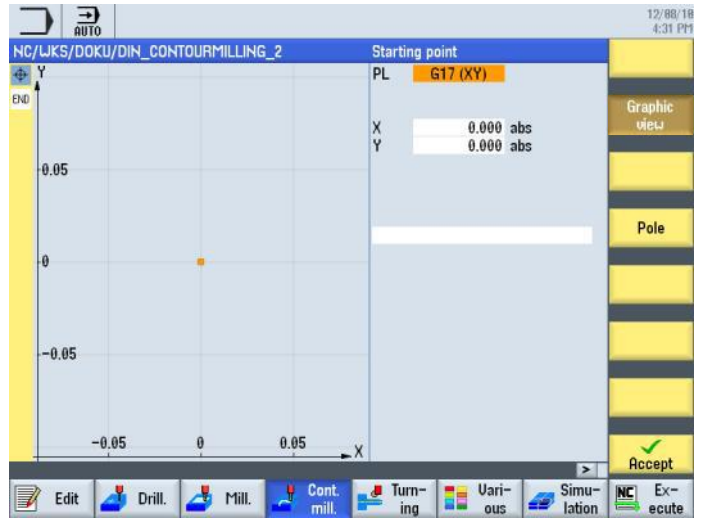 AUTO
12/08/10
4:31 PM
NC/WKS/DOKU/DIN_CONTOURMILLING_2
Starting point
Y
END
PL G17 (XY)
X 0.000 abs
Y 0.000 abs
0.05
0
-0.05
-0.05 0 0.05 X
Graphic
view
Pole
Accept
>
Edit
Drill.
Mill.
Cont.
mill.
Turn-
ing
Vari-
ous
Simu-
lation
NC Ex-
ecute